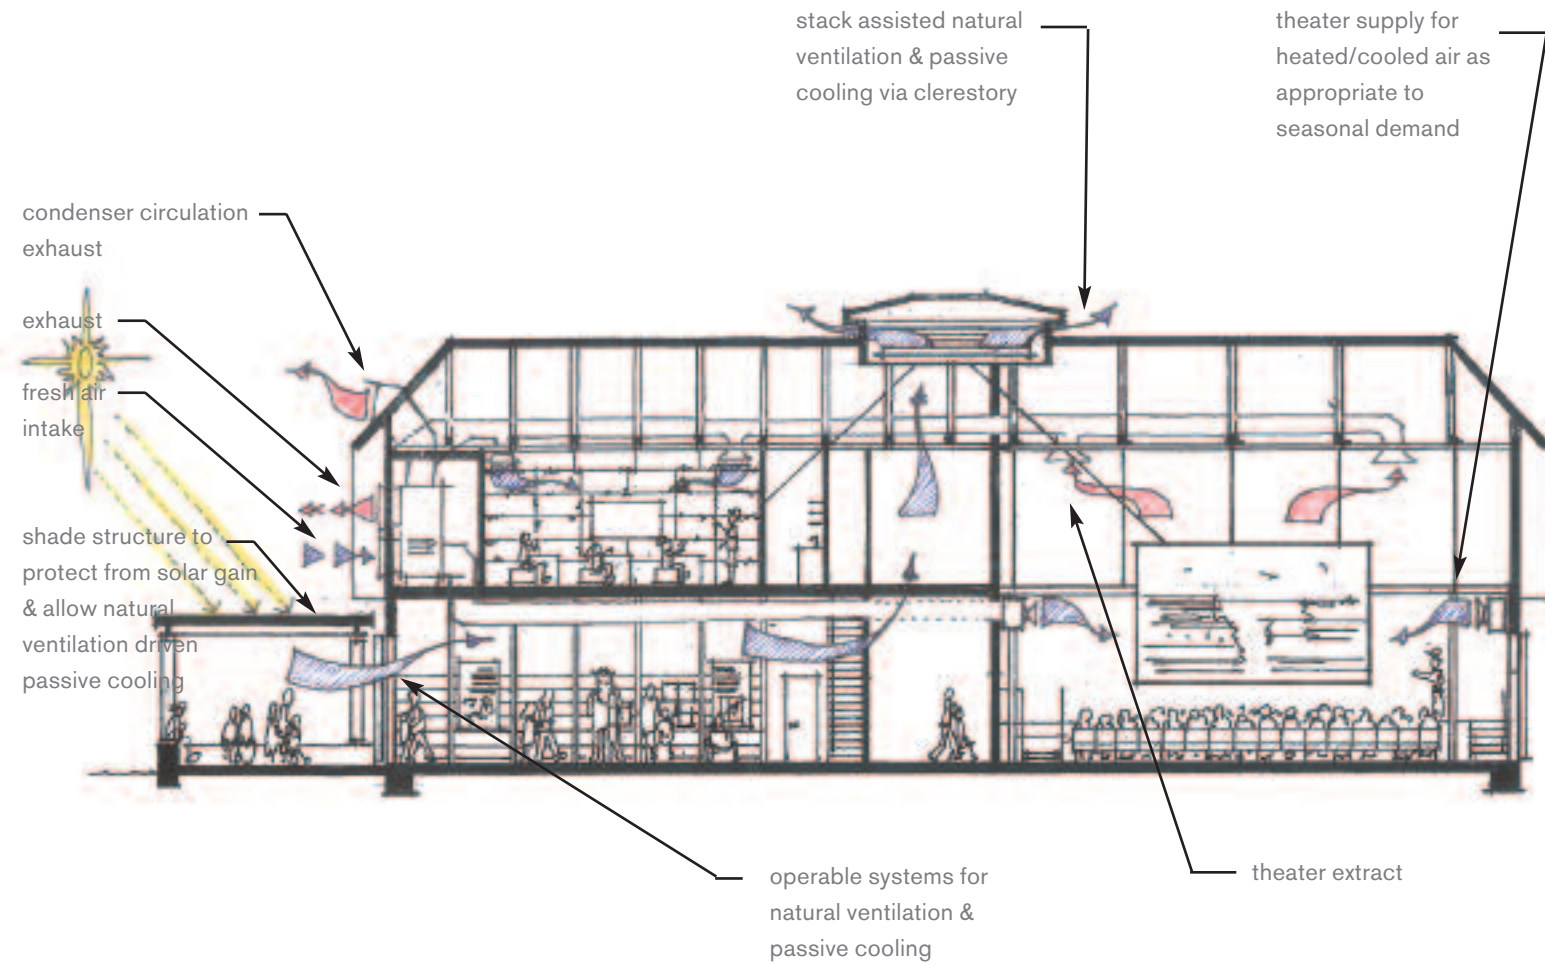 stack assisted natural
ventilation & passive
cooling via clerestory
theater supply for
heated/cooled air as
appropriate to
seasonal demand
condenser circulation
exhaust
exhaust
fresh air
intake
shade structure to
protect from solar gain
& allow natural
ventilation driven
passive cooling
operable systems for
natural ventilation &
passive cooling
theater extract